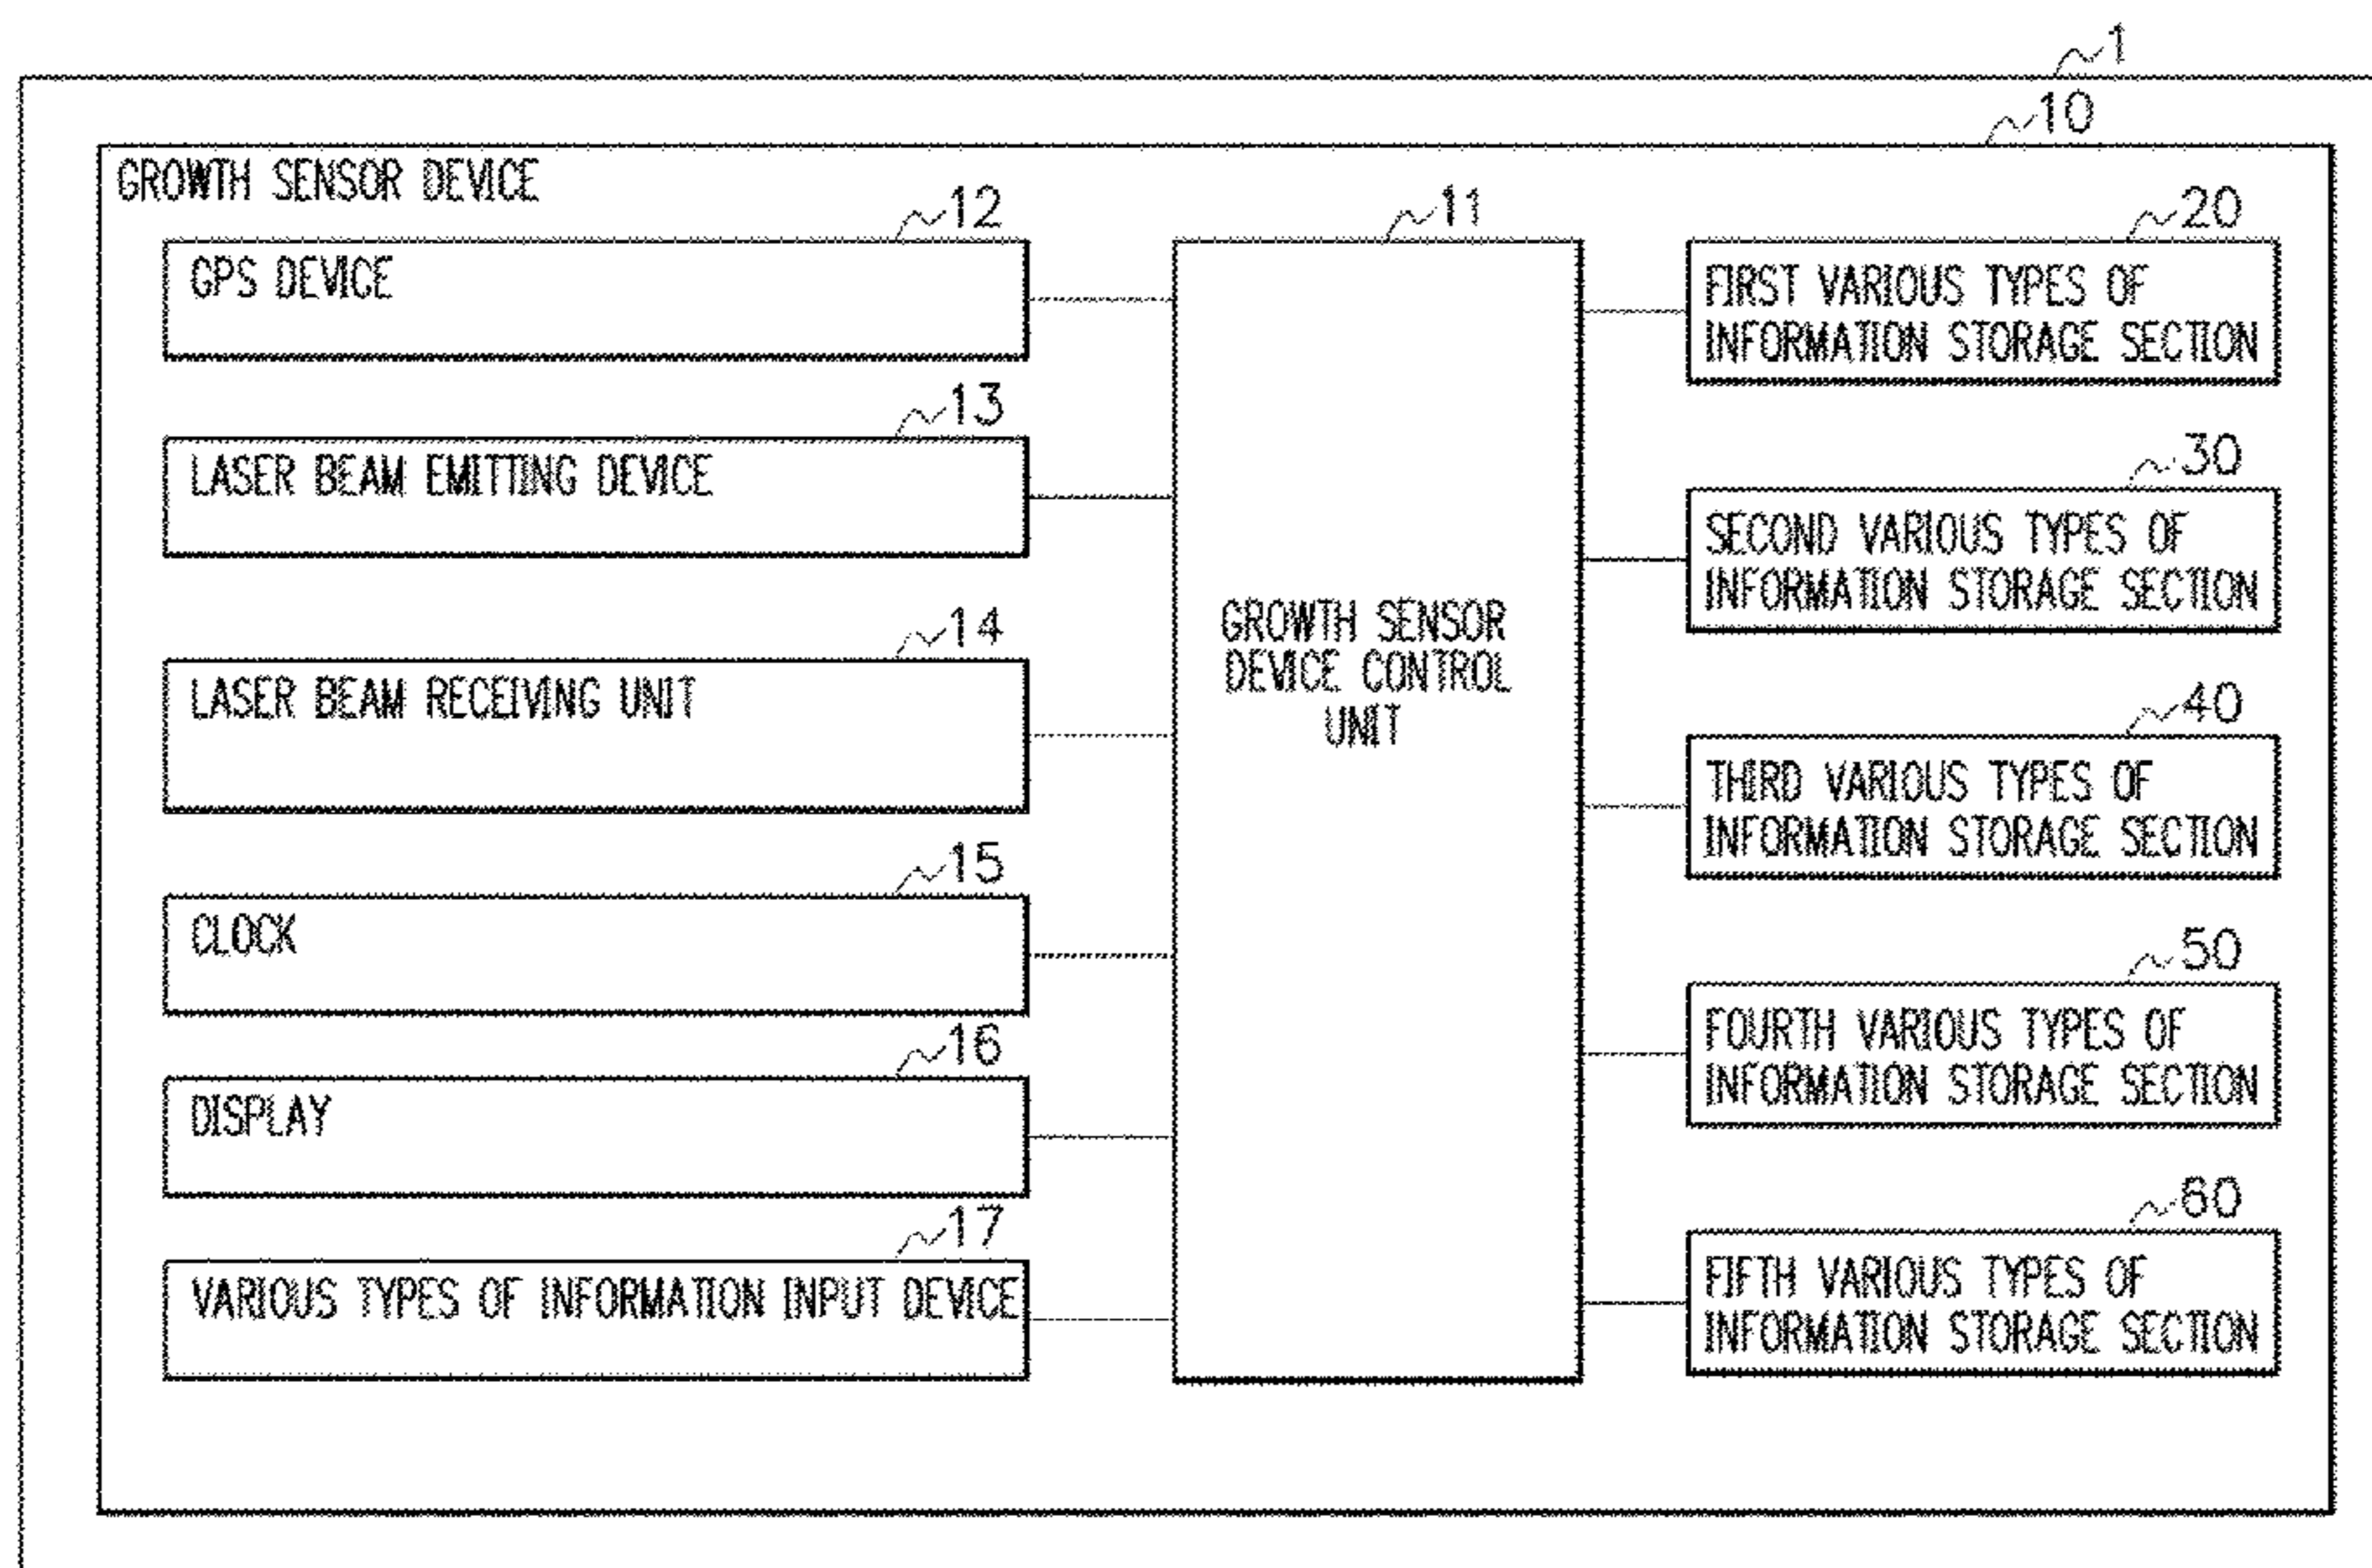 1
10
GROWTH SENSOR DEVICE
12
GPS DEVICE
13
LASER BEAM EMITTING DEVICE
14
LASER BEAM RECEIVING UNIT
15
CLOCK
16
DISPLAY
17
VARIOUS TYPES OF INFORMATION INPUT DEVICE
11
GROWTH SENSOR
DEVICE CONTROL
UNIT
20
FIRST VARIOUS TYPES OF
INFORMATION STORAGE SECTION
30
SECOND VARIOUS TYPES OF
INFORMATION STORAGE SECTION
40
THIRD VARIOUS TYPES OF
INFORMATION STORAGE SECTION
50
FOURTH VARIOUS TYPES OF
INFORMATION STORAGE SECTION
60
FIFTH VARIOUS TYPES OF
INFORMATION STORAGE SECTION